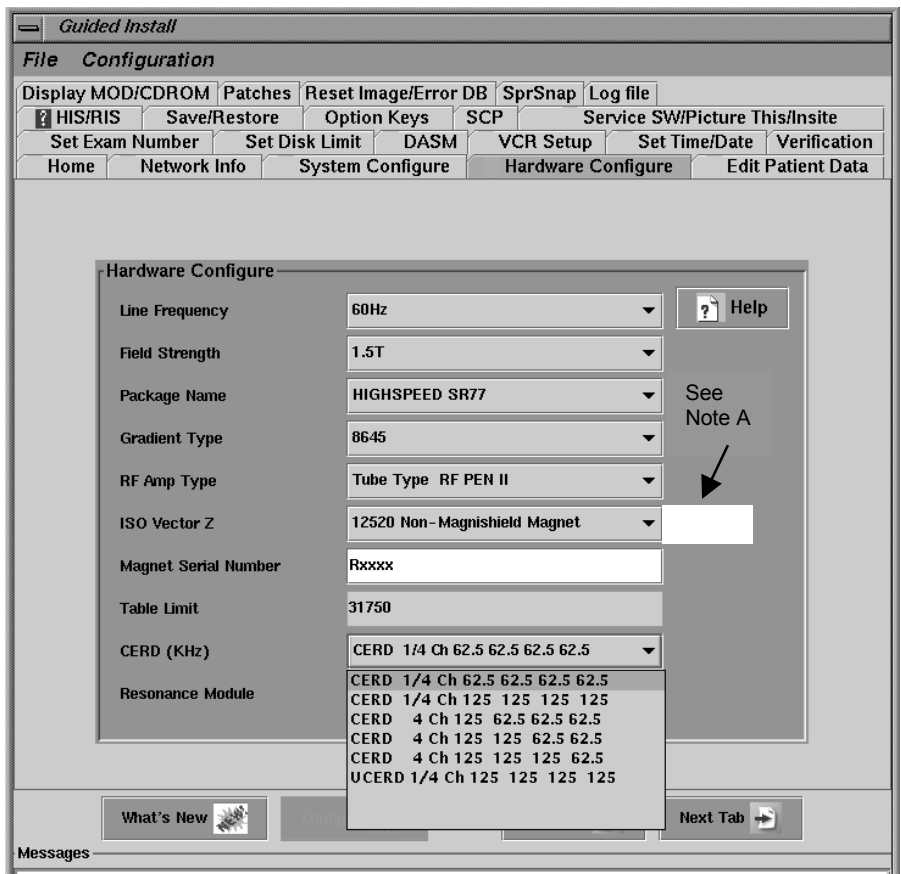 Guided Install
File Configuration
Display MOD/CDROM Patches Reset Image/Error DB SprSnap Log file
? HIS/RIS Save/Restore Option Keys SCP Service SW/Picture This/Insite
Set Exam Number Set Disk Limit DASM VCR Setup Set Time/Date Verification
Home Network Info System Configure Hardware Configure Edit Patient Data
Hardware Configure
Line Frequency 60Hz ? Help
Field Strength 1.5T
Package Name HIGHSPEED SR77
See
Note A
Gradient Type 8645
RF Amp Type Tube Type RF PEN II
ISO Vector Z 12520 Non-Magnishield Magnet
Magnet Serial Number Rxxxx
Table Limit 31750
CERD (KHz) CERD 1/4 Ch 62.5 62.5 62.5 62.5
Resonance Module
CERD 1/4 Ch 62.5 62.5 62.5 62.5
CERD 1/4 Ch 125 125 125 125
CERD 4 Ch 125 62.5 62.5 62.5
CERD 4 Ch 125 125 62.5 62.5
CERD 4 Ch 125 125 125 62.5
UCERD 1/4 Ch 125 125 125 125
What's New NEW! Next Tab
Messages